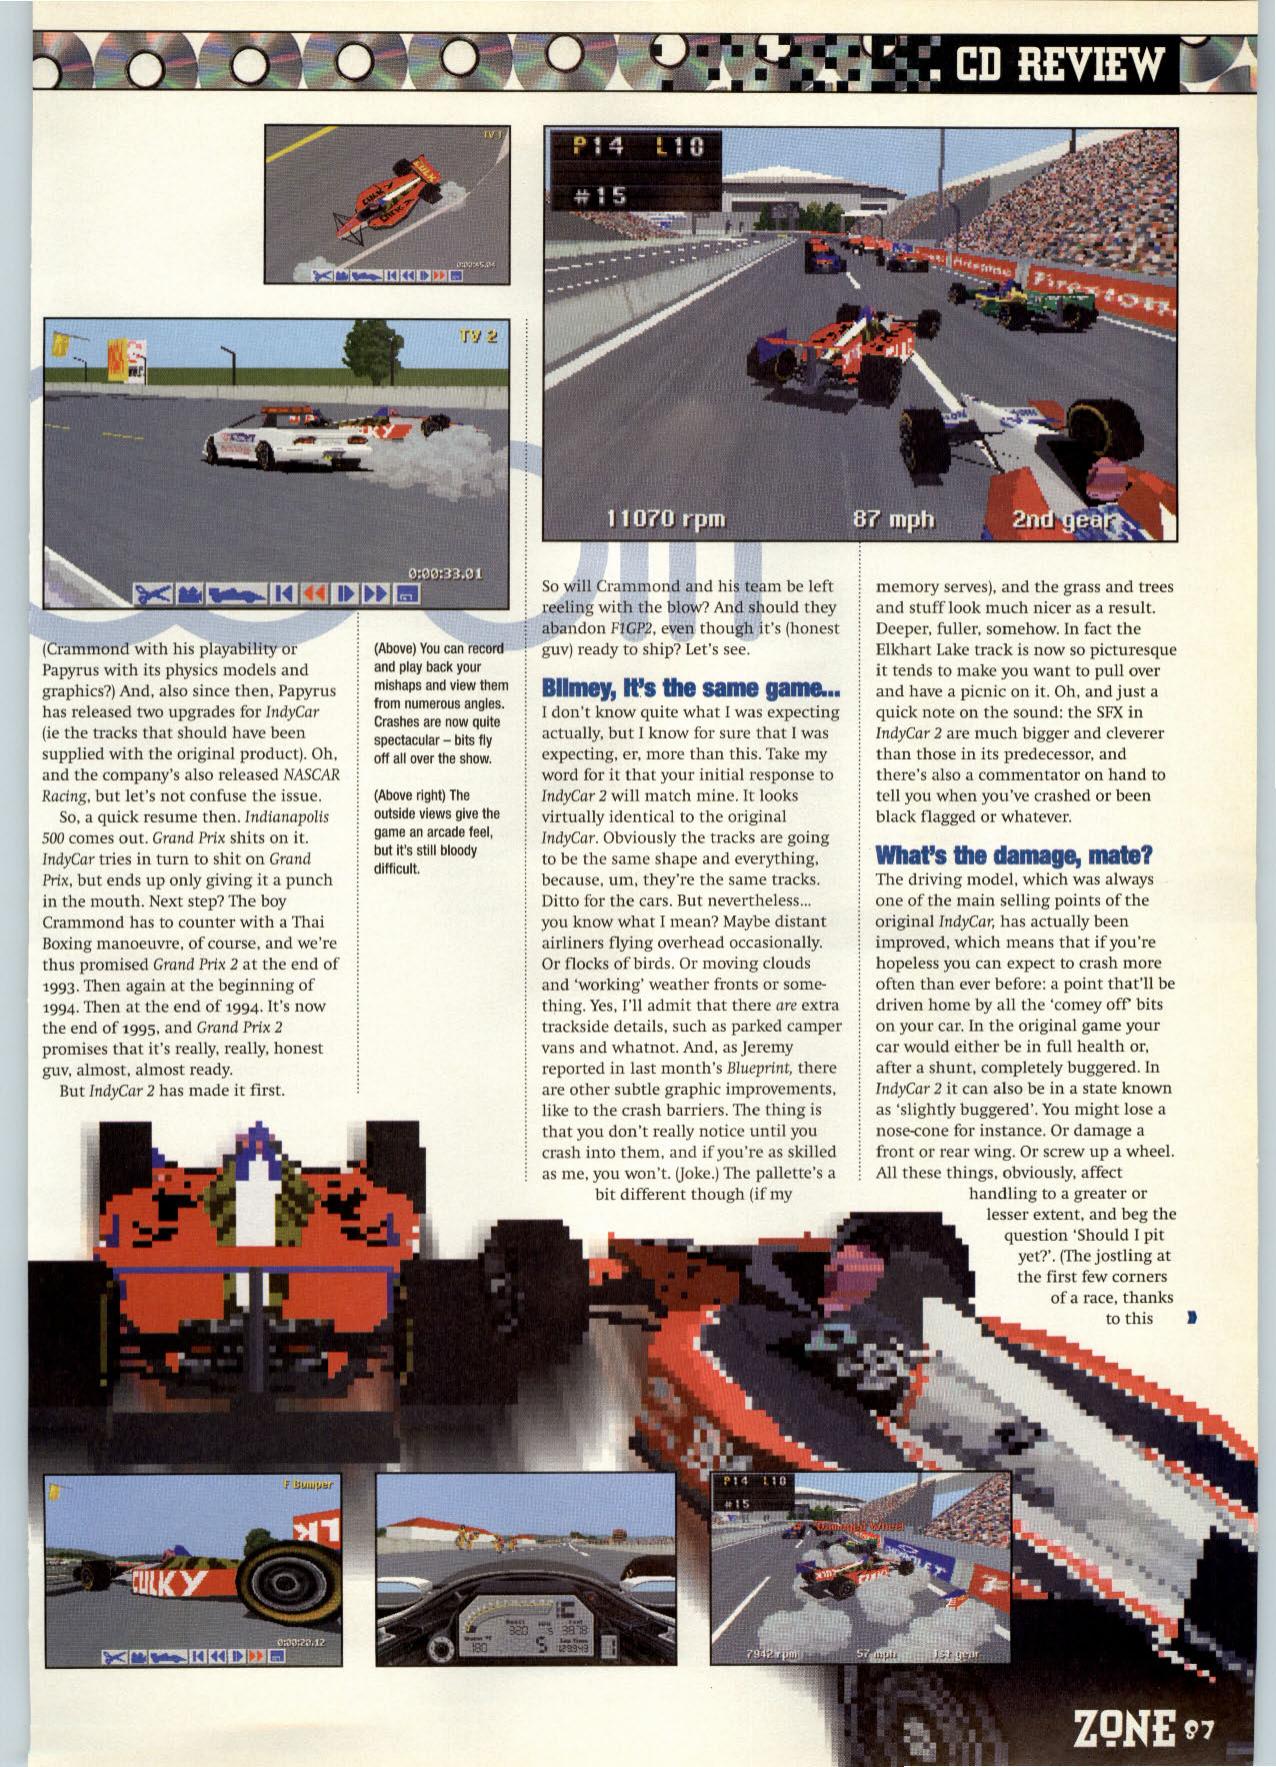 CD REVIEW
TV 1
CULK
0:00:45.04
P14 L10
#15
Firestone
11070 rpm
87 mph
2nd gear
TV 2
KY
0:00:33.01
(Crammond with his playability or
Papyrus with its physics models and
graphics?) And, also since then, Papyrus
has released two upgrades for IndyCar
(ie the tracks that should have been
supplied with the original product). Oh,
and the company's also released NASCAR
Racing, but let's not confuse the issue.
So, a quick resume then. Indianapolis
500 comes out. Grand Prix shits on it.
IndyCar tries in turn to shit on Grand
Prix, but ends up only giving it a punch
in the mouth. Next step? The boy
Crammond has to counter with a Thai
Boxing manoeuvre, of course, and we're
thus promised Grand Prix 2 at the end of
1993. Then again at the beginning of
1994. Then at the end of 1994. It's now
the end of 1995, and Grand Prix 2
promises that it's really, really, honest
guv, almost, almost ready.
But IndyCar 2 has made it first.
(Above) You can record
and play back your
mishaps and view them
from numerous angles.
Crashes are now quite
spectacular – bits fly
off all over the show.
(Above right) The
outside views give the
game an arcade feel,
but it's still bloody
difficult.
So will Crammond and his team be left
reeling with the blow? And should they
abandon F1GP2, even though it's (honest
guv) ready to ship? Let's see.
Blimey, it's the same game...
I don't know quite what I was expecting
actually, but I know for sure that I was
expecting, er, more than this. Take my
word for it that your initial response to
IndyCar 2 will match mine. It looks
virtually identical to the original
IndyCar. Obviously the tracks are going
to be the same shape and everything,
because, um, they're the same tracks.
Ditto for the cars. But nevertheless...
you know what I mean? Maybe distant
airliners flying overhead occasionally.
Or flocks of birds. Or moving clouds
and 'working' weather fronts or some-
thing. Yes, I'll admit that there are extra
trackside details, such as parked camper
vans and whatnot. And, as Jeremy
reported in last month's Blueprint, there
are other subtle graphic improvements,
like to the crash barriers. The thing is
that you don't really notice until you
crash into them, and if you're as skilled
as me, you won't. (Joke.) The pallette's a
bit different though (if my
memory serves), and the grass and trees
and stuff look much nicer as a result.
Deeper, fuller, somehow. In fact the
Elkhart Lake track is now so picturesque
it tends to make you want to pull over
and have a picnic on it. Oh, and just a
quick note on the sound: the SFX in
IndyCar 2 are much bigger and cleverer
than those in its predecessor, and
there's also a commentator on hand to
tell you when you've crashed or been
black flagged or whatever.
What's the damage, mate?
The driving model, which was always
one of the main selling points of the
original IndyCar, has actually been
improved, which means that if you're
hopeless you can expect to crash more
often than ever before: a point that'll be
driven home by all the 'comey off' bits
on your car. In the original game your
car would either be in full health or,
after a shunt, completely buggered. In
IndyCar 2 it can also be in a state known
as 'slightly buggered'. You might lose a
nose-cone for instance. Or damage a
front or rear wing. Or screw up a wheel.
All these things, obviously, affect
handling to a greater or
lesser extent, and beg the
question 'Should I pit
yet?'. (The jostling at
the first few corners
of a race, thanks
to this
F Bumper
CULKY
0:00:20.12
P14 L10
#15
Damaged Wheel
CHEVROLET
7942 rpm
57 mph
1st gear
ZONE 87